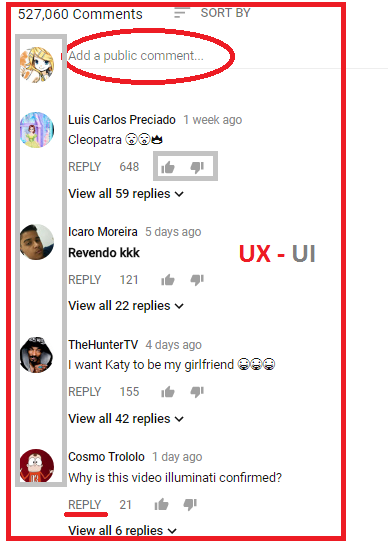 527,060 Comments SORT BY
Add a public comment...
Luis Carlos Preciado 1 week ago
Cleopatra 😮😮👑
REPLY 648
View all 59 replies
Icaro Moreira 5 days ago
Revendo kkk
UX - UI
REPLY 121
View all 22 replies
TheHunterTV 4 days ago
I want Katy to be my girlfriend 😂😂😂
REPLY 155
View all 42 replies
Cosmo Trololo 1 day ago
Why is this video illuminati confirmed?
REPLY 21
View all 6 replies